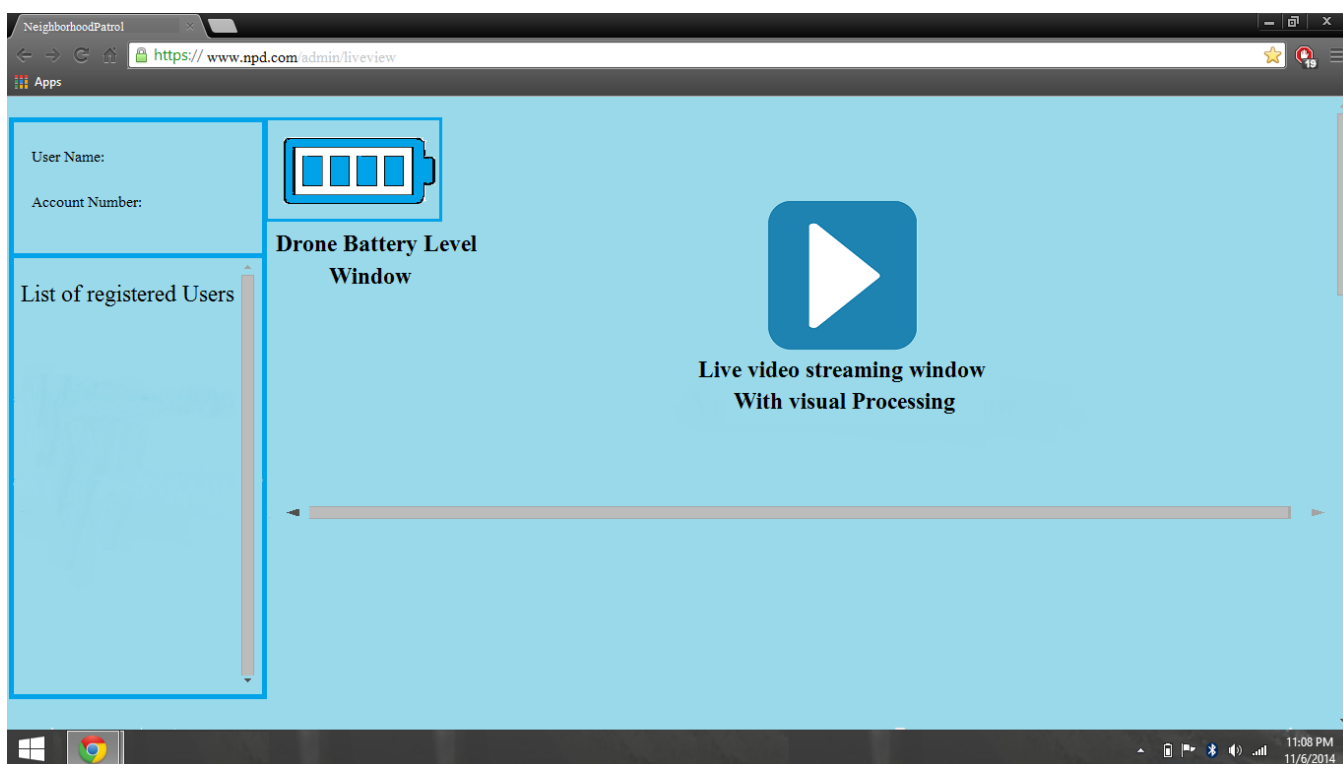 NeighborhoodPatrol
https:// www.npd.com/admin/liveview
19
Apps
User Name:
Account Number:
List of registered Users
Drone Battery Level
Window
Live video streaming window
With visual Processing
11:08 PM
11/6/2014